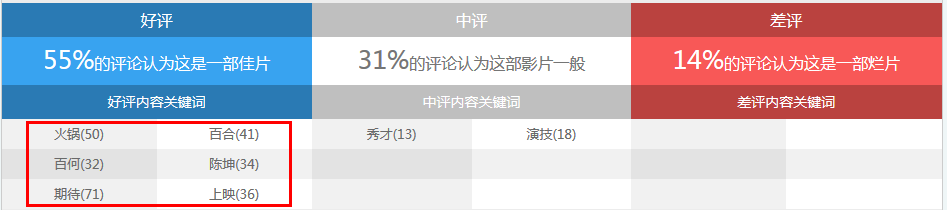 好评 中评 差评
55%的评论认为这是一部佳片 31%的评论认为这部影片一般 14%的评论认为这是一部烂片
好评内容关键词 中评内容关键词 差评内容关键词
火锅(50) 百合(41) 秀才(13) 演技(18)
百何(32) 陈坤(34)
期待(71) 上映(36)